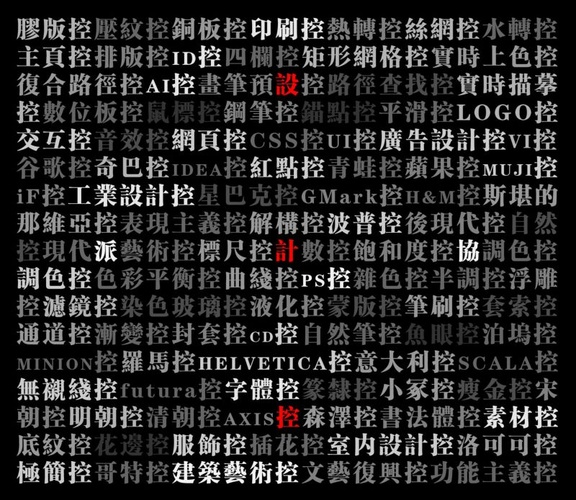 膠版控壓紋控銅板控印刷控熱轉控絲網控水轉控
主頁控排版控ID控四欄控矩形網格控實時上色控
復合路徑控AI控畫筆預設控路徑查找控實時描摹
控數位板控鼠標控鋼筆控錨點控平滑控LOGO控
交互控音效控網頁控CSS控UI控廣告設計控VI控
谷歌控奇巴控IDEA控紅點控青蛙控蘋果控MUJI控
iF控工業設計控星巴克控GMark控H&M控斯堪的
那維亞控表現主義控解構控波普控後現代控自然
控現代派藝術控標尺控計數控飽和度控協調色控
調色控色彩平衡控曲綫控PS控雜色控半調控浮雕
控濾鏡控染色玻璃控液化控蒙版控筆刷控套索控
通道控漸變控封套控CD控自然筆控魚眼控泊塢控
MINION控羅馬控HELVETICA控意大利控SCALA控
無襯綫控futura控字體控篆隸控小冢控瘦金控宋
朝控明朝控清朝控AXIS控森澤控書法體控素材控
底紋控花邊控服飾控插花控室内設計控洛可可控
極簡控哥特控建築藝術控文藝復興控功能主義控